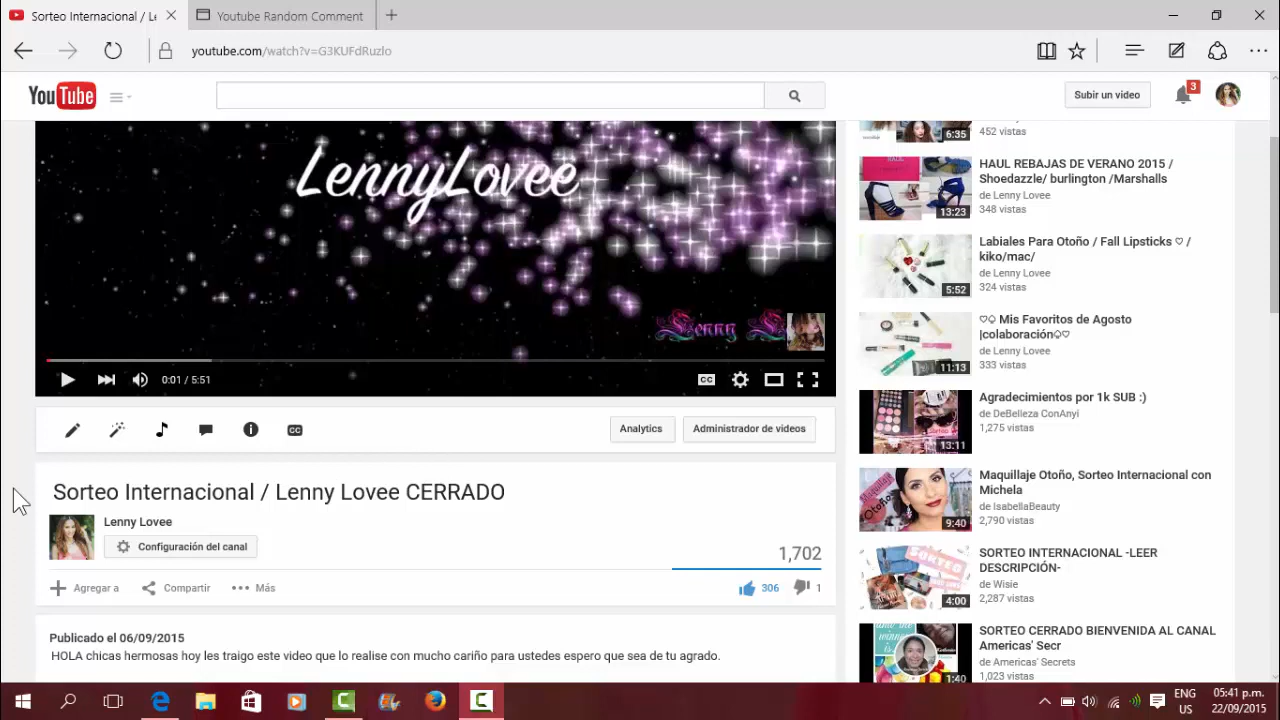 Sorteo Internacional / Le
Youtube Random Comment
youtube.com/watch?v=G3KUFdRuzlo
YouTube
Subir un video
3
LennyLovee
Lenny
0:01 / 5:51
CC
Analytics
Administrador de videos
Sorteo Internacional / Lenny Lovee CERRADO
Lenny Lovee
Configuración del canal
1,702
Agregar a
Compartir
Más
306
1
Publicado el 06/09/2015
HOLA chicas hermosas hoy les traigo este video que la realise con mucho cariño para ustedes espero que sea de tu agrado.
6:35
452 vistas
HAUL REBAJAS DE VERANO 2015 /
Shoedazzle/ burlington /Marshalls
de Lenny Lovee
348 vistas
13:23
Labiales Para Otoño / Fall Lipsticks ♡ /
kiko/mac/
de Lenny Lovee
324 vistas
5:52
♡♤ Mis Favoritos de Agosto
|colaboración♤♡
de Lenny Lovee
333 vistas
11:13
Agradecimientos por 1k SUB :)
de DeBelleza ConAnyi
1,275 vistas
13:11
Maquillaje Otoño, Sorteo Internacional con
Michela
de IsabellaBeauty
2,790 vistas
9:40
SORTEO INTERNACIONAL -LEER
DESCRIPCIÓN-
de Wisie
2,287 vistas
4:00
SORTEO CERRADO BIENVENIDA AL CANAL
Americas' Secr
de Americas' Secrets
1,023 vistas
1:40
ENG
US
05:41 p.m.
22/09/2015